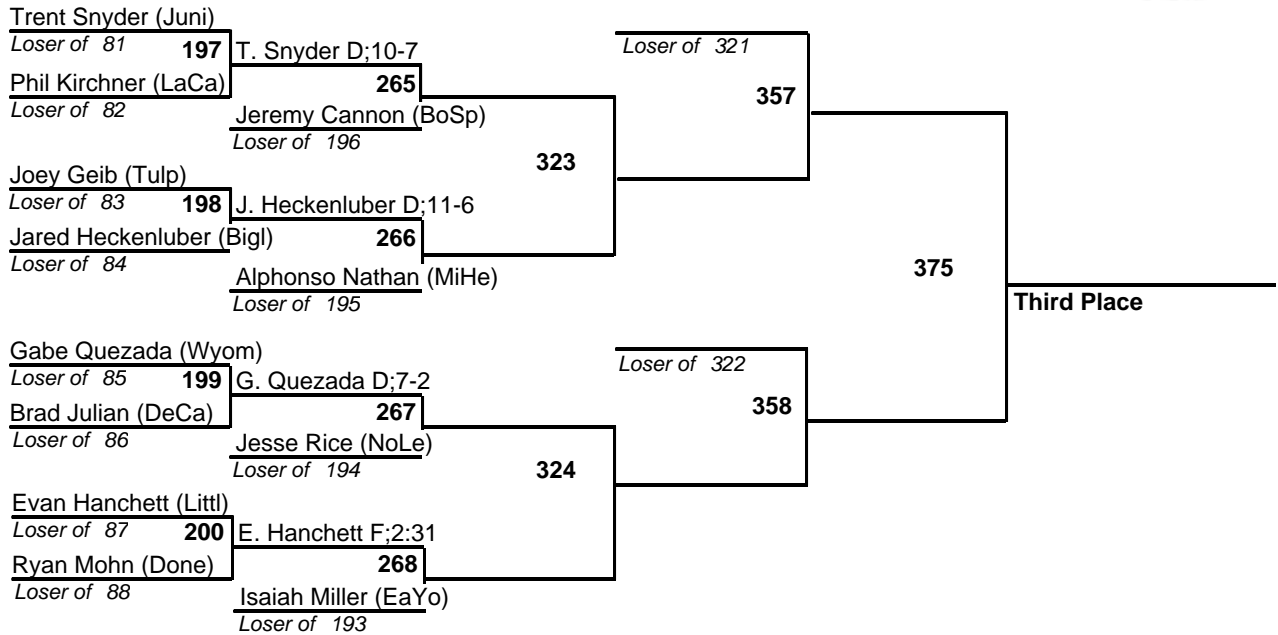 Trent Snyder (Juni)
Loser of 81
197
T. Snyder D;10-7
Loser of 321
Phil Kirchner (LaCa)
265
357
Loser of 82
Jeremy Cannon (BoSp)
Loser of 196
323
Joey Geib (Tulp)
Loser of 83
198
J. Heckenluber D;11-6
Jared Heckenluber (Bigl)
266
Loser of 84
Alphonso Nathan (MiHe)
375
Loser of 195
Third Place
Gabe Quezada (Wyom)
Loser of 85
199
G. Quezada D;7-2
Loser of 322
Brad Julian (DeCa)
267
358
Loser of 86
Jesse Rice (NoLe)
Loser of 194
324
Evan Hanchett (Littl)
Loser of 87
200
E. Hanchett F;2:31
Ryan Mohn (Done)
268
Loser of 88
Isaiah Miller (EaYo)
Loser of 193